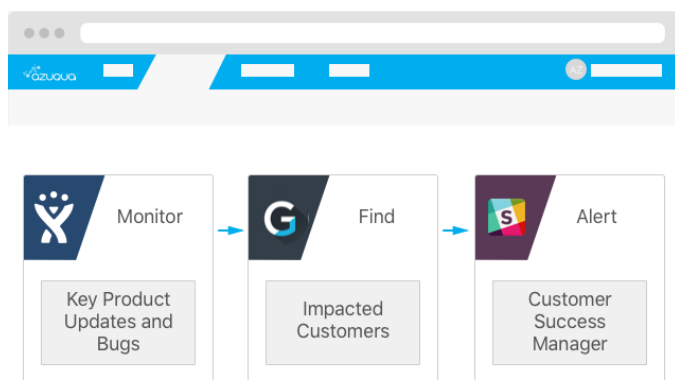 azuqua
AZ
Monitor
G
Find
S
Alert
Key Product
Updates and
Bugs
Impacted
Customers
Customer
Success
Manager